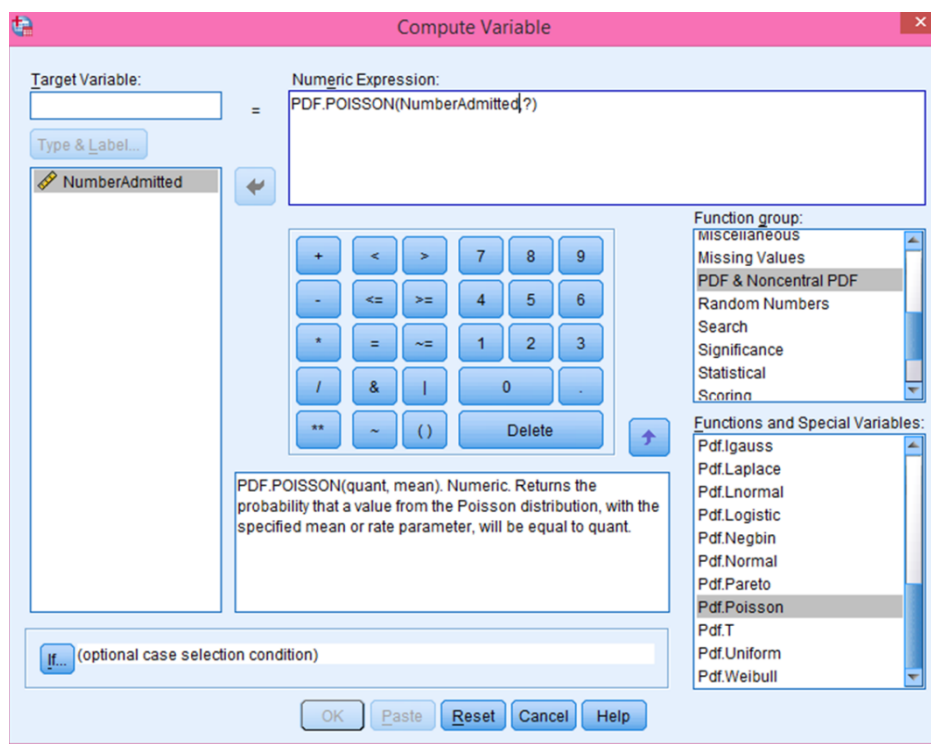 Compute Variable
Target Variable:
=
Type & Label...
NumberAdmitted
Numeric Expression:
PDF.POISSON(NumberAdmitted,?)
+ < > 7 8 9
- <= >= 4 5 6
* = ~= 1 2 3
/ & | 0 .
** ~ ( ) Delete
PDF.POISSON(quant, mean). Numeric. Returns the
probability that a value from the Poisson distribution, with the
specified mean or rate parameter, will be equal to quant.
Function group:
Miscellaneous
Missing Values
PDF & Noncentral PDF
Random Numbers
Search
Significance
Statistical
Scoring
Functions and Special Variables:
Pdf.Igauss
Pdf.Laplace
Pdf.Lnormal
Pdf.Logistic
Pdf.Negbin
Pdf.Normal
Pdf.Pareto
Pdf.Poisson
Pdf.T
Pdf.Uniform
Pdf.Weibull
If... (optional case selection condition)
OK Paste Reset Cancel Help